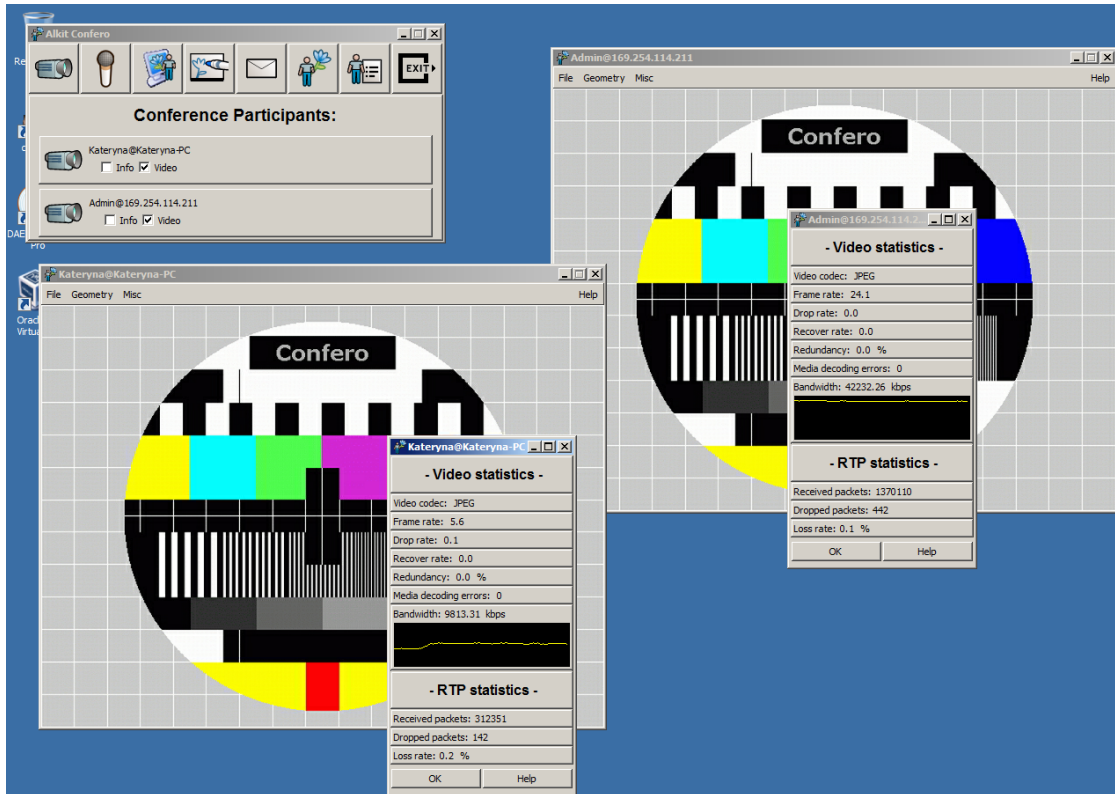 Re
Alkit Confero
EXIT
Conference Participants:
Kateryna@Kateryna-PC
Info Video
Admin@169.254.114.211
Info Video
DAE
Pro
Virtua
Admin@169.254.114.211
File Geometry Misc Help
Confero
Admin@169.254.114.2...
- Video statistics -
Video codec: JPEG
Frame rate: 24.1
Drop rate: 0.0
Recover rate: 0.0
Redundancy: 0.0 %
Media decoding errors: 0
Bandwidth: 42232.26 kbps
- RTP statistics -
Received packets: 1370110
Dropped packets: 442
Loss rate: 0.1 %
OK Help
Kateryna@Kateryna-PC
File Geometry Misc Help
Confero
Kateryna@Kateryna-PC
- Video statistics -
Video codec: JPEG
Frame rate: 5.6
Drop rate: 0.1
Recover rate: 0.0
Redundancy: 0.0 %
Media decoding errors: 0
Bandwidth: 9813.31 kbps
- RTP statistics -
Received packets: 312351
Dropped packets: 142
Loss rate: 0.2 %
OK Help